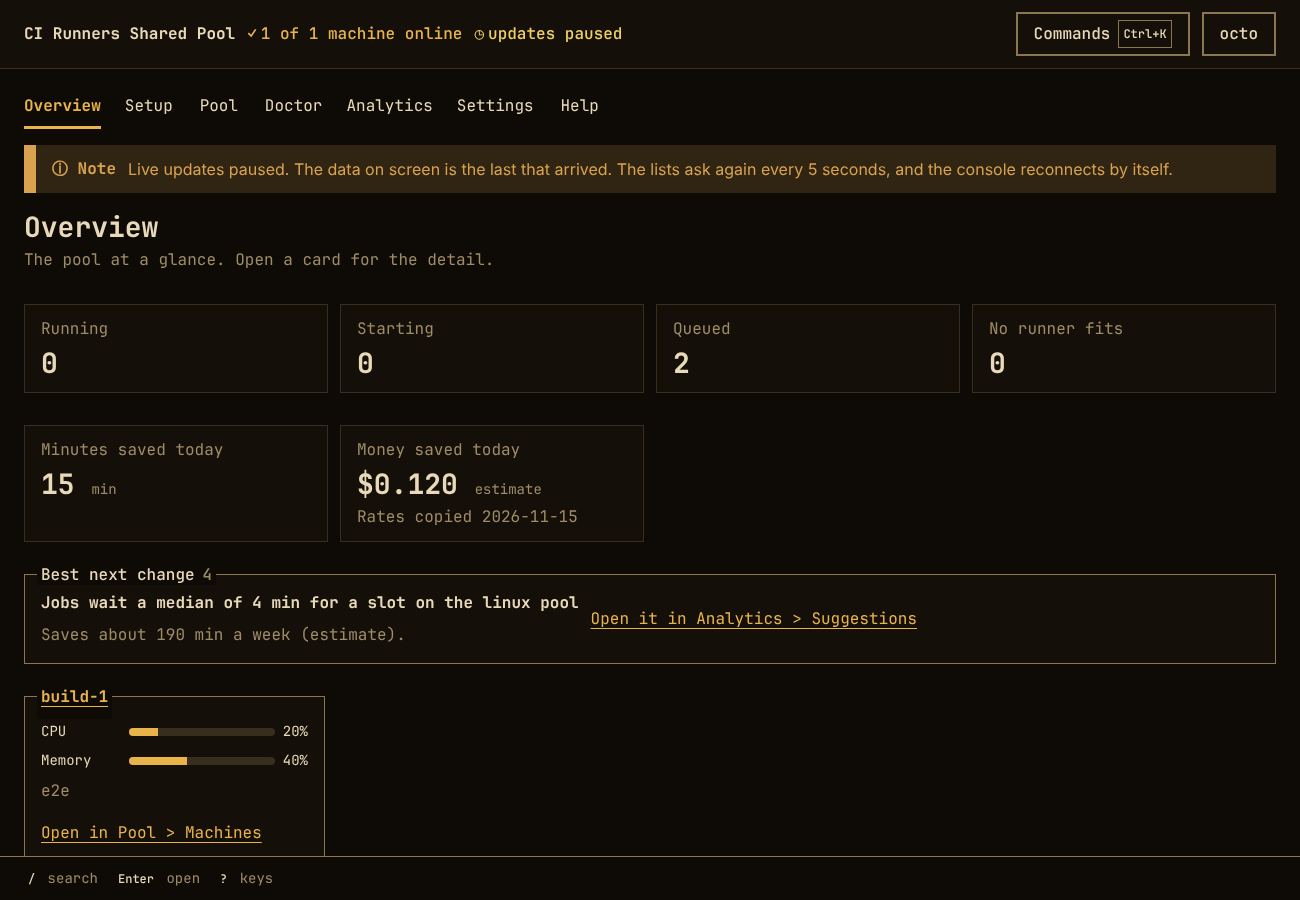 CI Runners Shared Pool ✓1 of 1 machine online ◷updates paused Commands Ctrl+K octo
Overview Setup Pool Doctor Analytics Settings Help
ⓘ Note Live updates paused. The data on screen is the last that arrived. The lists ask again every 5 seconds, and the console reconnects by itself.
Overview
The pool at a glance. Open a card for the detail.
Running Starting Queued No runner fits
0 0 2 0
Minutes saved today Money saved today
15 min $0.120 estimate
Rates copied 2026-11-15
Best next change 4
Jobs wait a median of 4 min for a slot on the linux pool
Open it in Analytics > Suggestions
Saves about 190 min a week (estimate).
build-1
CPU 20%
Memory 40%
e2e
Open in Pool > Machines
/ search Enter open ? keys